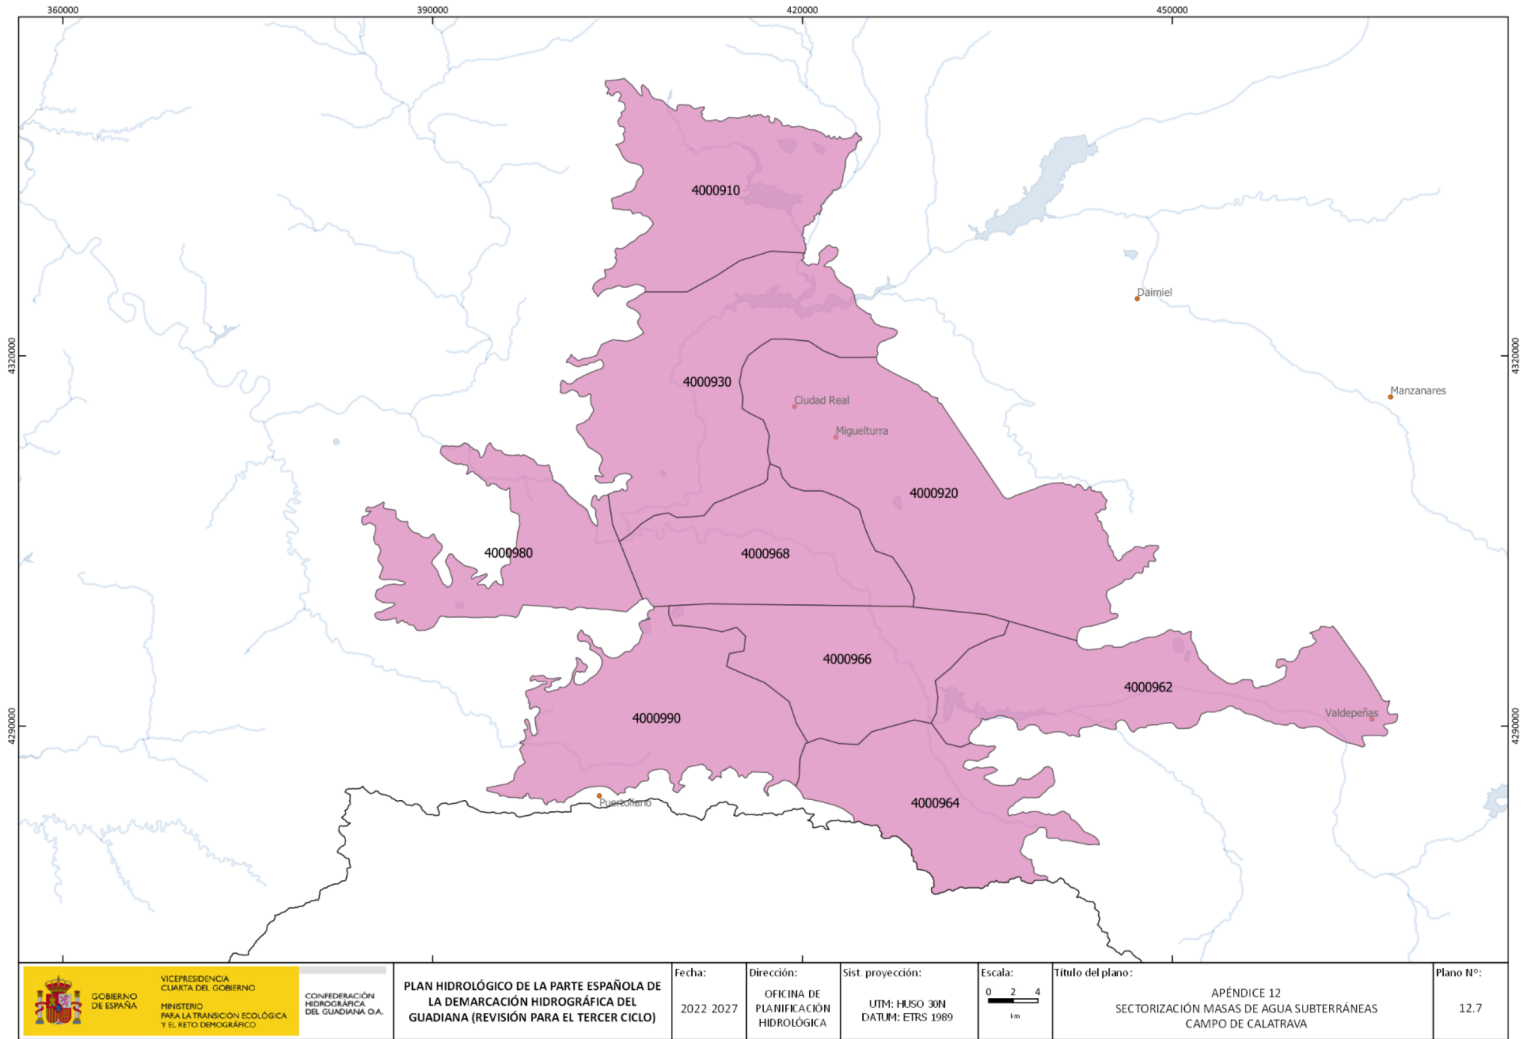 360000
390000
420000
450000
4000910
Daimiel
4320000
4320000
4000930
Manzanares
Ciudad Real
Miguelturra
4000920
4000980
4000968
4000966
4000962
4000990
Valdepeñas
4290000
4290000
Puertollano
4000964
GOBIERNO
DE ESPAÑA
VICEPRESIDENCIA
CUARTA DEL GOBIERNO
MINISTERIO
PARA LA TRANSICIÓN ECOLÓGICA
Y EL RETO DEMOGRÁFICO
CONFEDERACIÓN
HIDROGRÁFICA
DEL GUADIANA O.A.
PLAN HIDROLÓGICO DE LA PARTE ESPAÑOLA DE
LA DEMARCACIÓN HIDROGRÁFICA DEL
GUADIANA (REVISIÓN PARA EL TERCER CICLO)
Fecha:
2022-2027
Dirección:
OFICINA DE
PLANIFICACIÓN
HIDROLÓGICA
Sist. proyección:
UTM: HUSO 30N
DATUM: ETRS 1989
Escala:
0 2 4
km
Título del plano:
APÉNDICE 12
SECTORIZACIÓN MASAS DE AGUA SUBTERRÁNEAS
CAMPO DE CALATRAVA
Plano Nº:
12.7